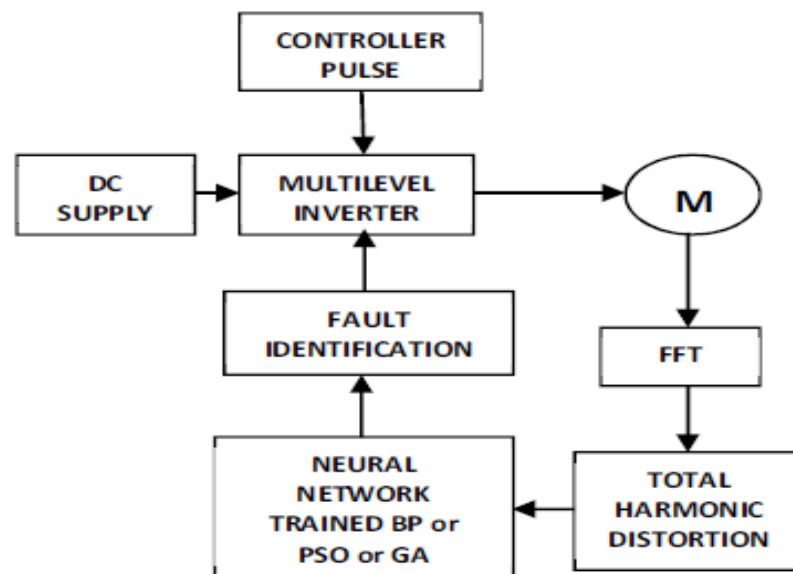 CONTROLLER
PULSE
DC
SUPPLY
MULTILEVEL
INVERTER
M
FAULT
IDENTIFICATION
FFT
NEURAL
NETWORK
TRAINED BP or
PSO or GA
TOTAL
HARMONIC
DISTORTION